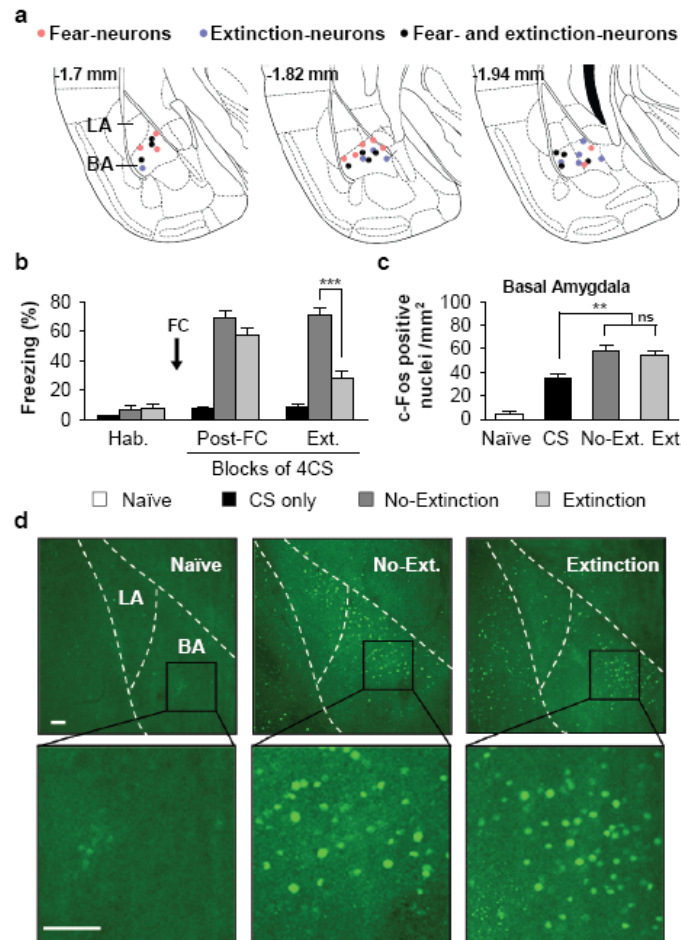 a
Fear-neurons Extinction-neurons Fear- and extinction-neurons
-1.7 mm -1.82 mm -1.94 mm
LA
BA
b
Freezing (%)
80
60
40
20
0
FC
***
Hab. Post-FC Ext.
Blocks of 4CS
c
Basal Amygdala
c-Fos positive
nuclei /mm²
100
80
60
40
20
0
**
ns
Naïve CS No-Ext. Ext.
Naïve CS only No-Extinction Extinction
d
Naïve No-Ext. Extinction
LA
BA